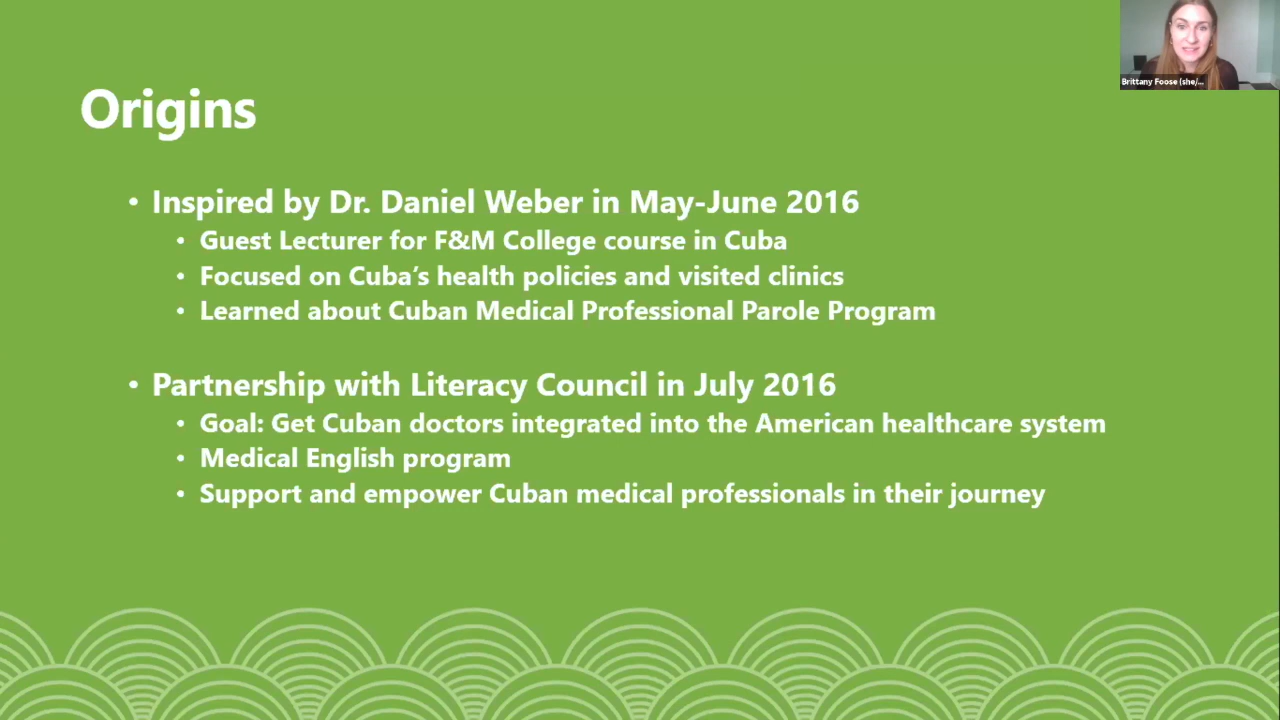 Brittany Foose (she/...
Origins
• Inspired by Dr. Daniel Weber in May-June 2016
• Guest Lecturer for F&M College course in Cuba
• Focused on Cuba’s health policies and visited clinics
• Learned about Cuban Medical Professional Parole Program
• Partnership with Literacy Council in July 2016
• Goal: Get Cuban doctors integrated into the American healthcare system
• Medical English program
• Support and empower Cuban medical professionals in their journey